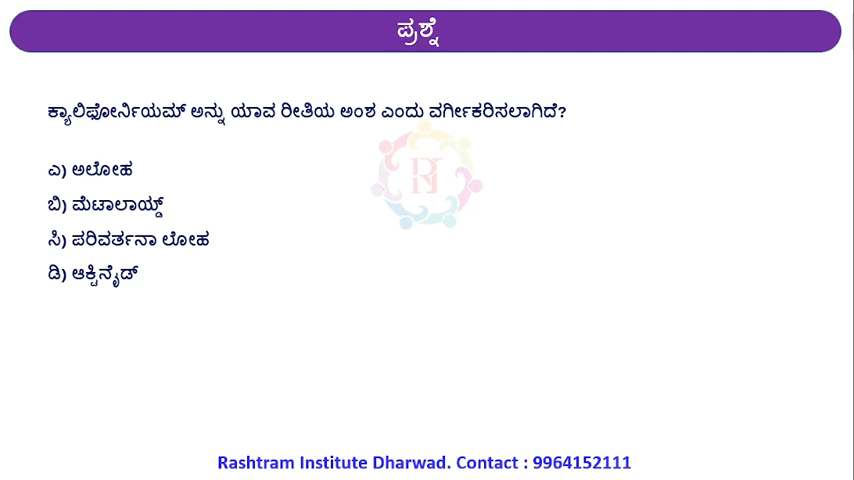 ಪ್ರಶ್ನೆ
ಕ್ಯಾಲಿಫೋರ್ನಿಯಮ್ ಅನ್ನು ಯಾವ ರೀತಿಯ ಅಂಶ ಎಂದು ವರ್ಗೀಕರಿಸಲಾಗಿದೆ?
ಎ) ಅಲೋಹ
ಬಿ) ಮೆಟಾಲಾಯ್ಡ್
ಸಿ) ಪರಿವರ್ತನಾ ಲೋಹ
ಡಿ) ಆಕ್ಟಿನೈಡ್
Rashtram Institute Dharwad. Contact : 9964152111